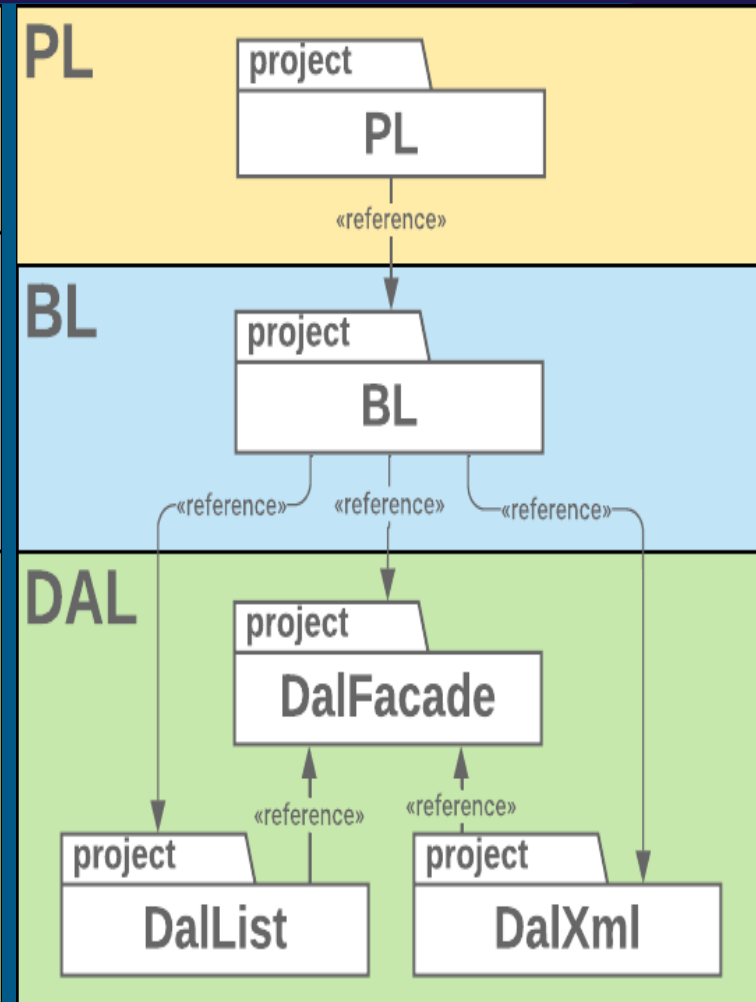 PL
project
PL
«reference»
BL
project
BL
«reference» «reference» «reference»
DAL
project
DalFacade
«reference» «reference»
project project
DalList DalXml